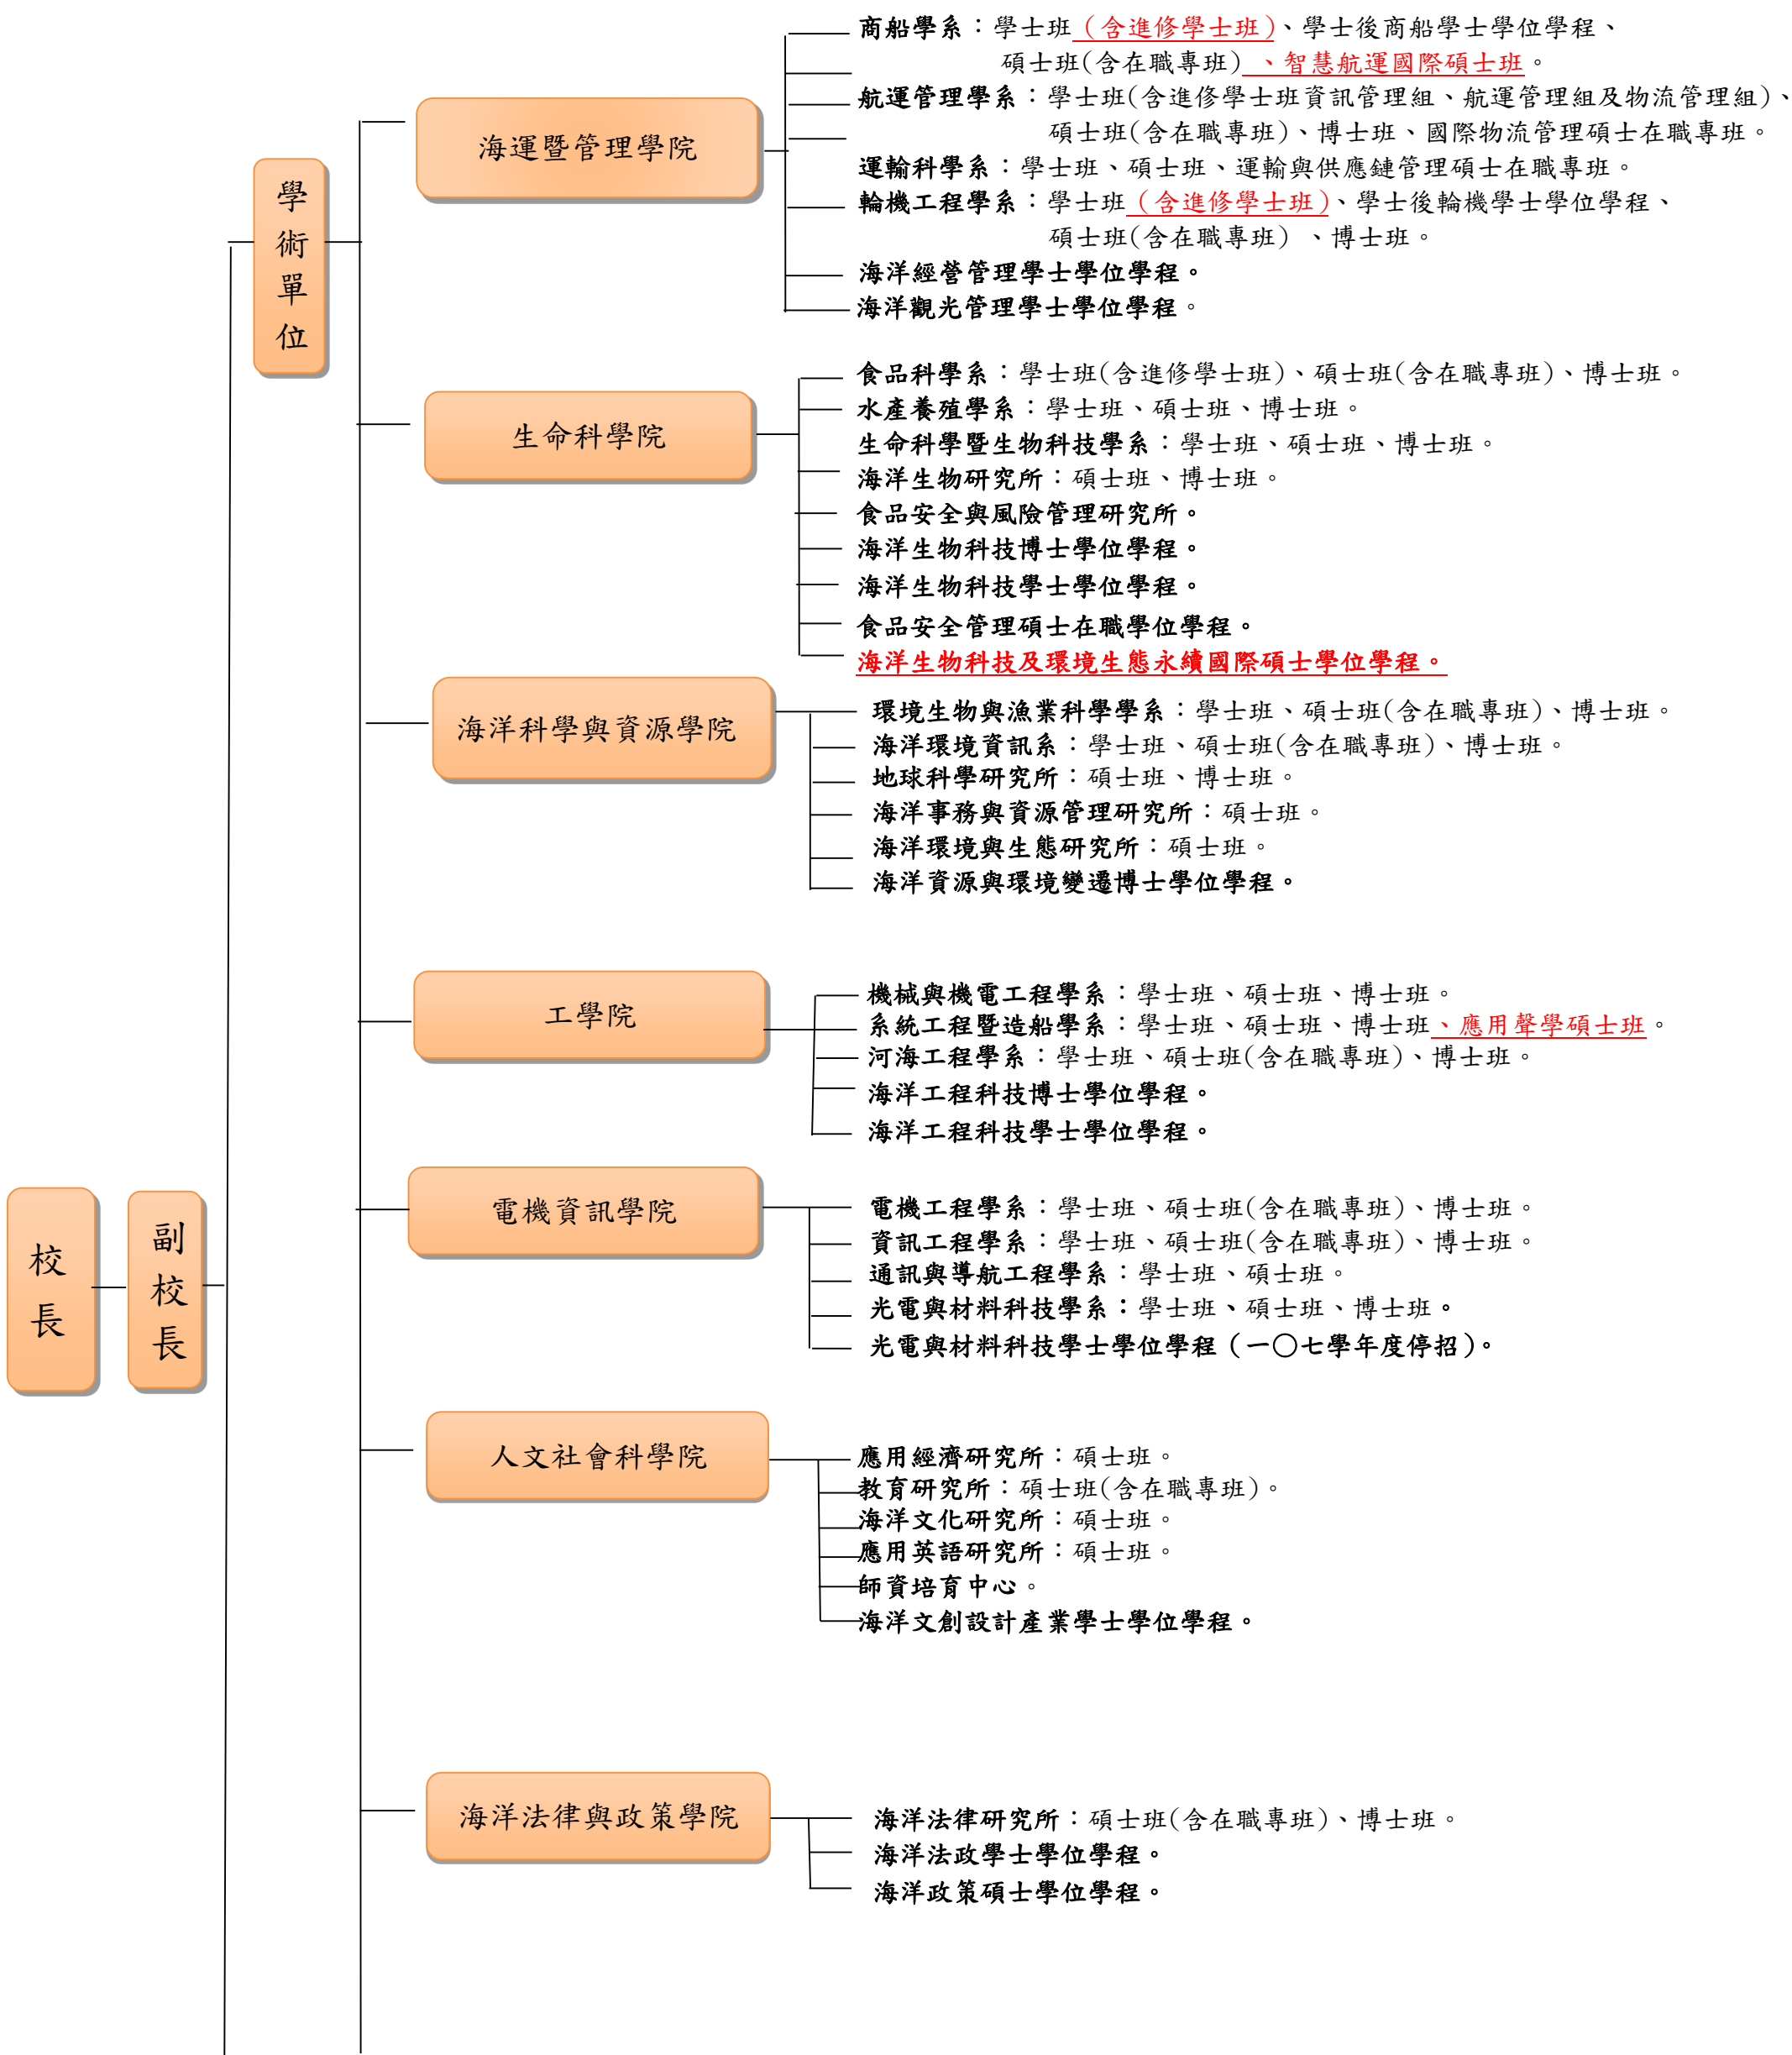 商船學系：學士班（含進修學士班）、學士後商船學士學位學程、
碩士班(含在職專班）、智慧航運國際碩士班。
航運管理學系：學士班(含進修學士班資訊管理組、航運管理組及物流管理組)、
碩士班(含在職專班)、博士班、國際物流管理碩士在職專班。
運輸科學系：學士班、碩士班、運輸與供應鏈管理碩士在職專班。
輪機工程學系：學士班（含進修學士班）、學士後輪機學士學位學程、
碩士班(含在職專班）、博士班。
海洋經營管理學士學位學程。
海洋觀光管理學士學位學程。
海運暨管理學院
學術單位
食品科學系：學士班(含進修學士班)、碩士班(含在職專班)、博士班。
水產養殖學系：學士班、碩士班、博士班。
生命科學暨生物科技學系：學士班、碩士班、博士班。
海洋生物研究所：碩士班、博士班。
食品安全與風險管理研究所。
海洋生物科技博士學位學程。
海洋生物科技學士學位學程。
食品安全管理碩士在職學位學程。
海洋生物科技及環境生態永續國際碩士學位學程。
生命科學院
環境生物與漁業科學學系：學士班、碩士班(含在職專班)、博士班。
海洋環境資訊系：學士班、碩士班(含在職專班)、博士班。
地球科學研究所：碩士班、博士班。
海洋事務與資源管理研究所：碩士班。
海洋環境與生態研究所：碩士班。
海洋資源與環境變遷博士學位學程。
海洋科學與資源學院
機械與機電工程學系：學士班、碩士班、博士班。
系統工程暨造船學系：學士班、碩士班、博士班、應用聲學碩士班。
河海工程學系：學士班、碩士班(含在職專班)、博士班。
海洋工程科技博士學位學程。
海洋工程科技學士學位學程。
工學院
電機工程學系：學士班、碩士班(含在職專班)、博士班。
資訊工程學系：學士班、碩士班(含在職專班)、博士班。
通訊與導航工程學系：學士班、碩士班。
光電與材料科技學系：學士班、碩士班、博士班。
光電與材料科技學士學位學程（一〇七學年度停招)。
電機資訊學院
校長
副校長
應用經濟研究所：碩士班。
教育研究所：碩士班(含在職專班)。
海洋文化研究所：碩士班。
應用英語研究所：碩士班。
師資培育中心。
海洋文創設計產業學士學位學程。
人文社會科學院
海洋法律研究所：碩士班(含在職專班)、博士班。
海洋法政學士學位學程。
海洋政策碩士學位學程。
海洋法律與政策學院